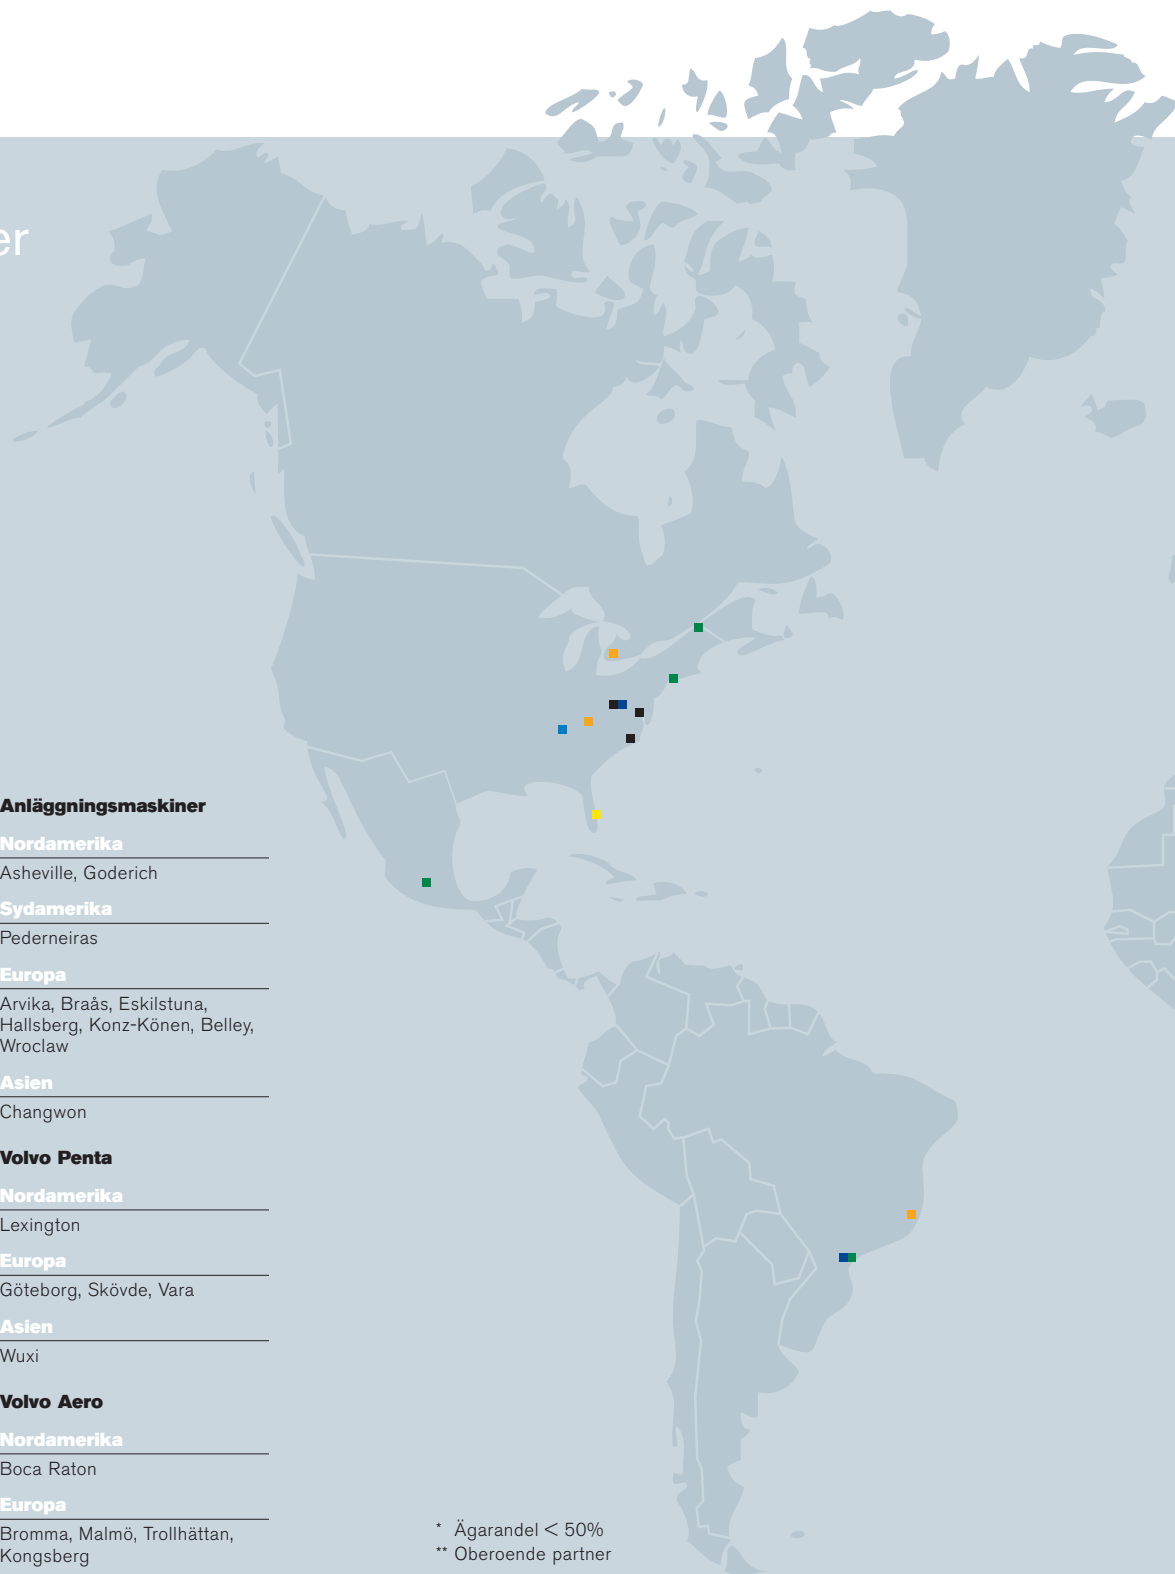 er
Anläggningsmaskiner
Nordamerika
Asheville, Goderich
Sydamerika
Pederneiras
Europa
Arvika, Braås, Eskilstuna,
Hallsberg, Konz-Könen, Belley,
Wroclaw
Asien
Changwon
Volvo Penta
Nordamerika
Lexington
Europa
Göteborg, Skövde, Vara
Asien
Wuxi
Volvo Aero
Nordamerika
Boca Raton
Europa
Bromma, Malmö, Trollhättan,
Kongsberg
* Ägarandel < 50%
** Oberoende partner